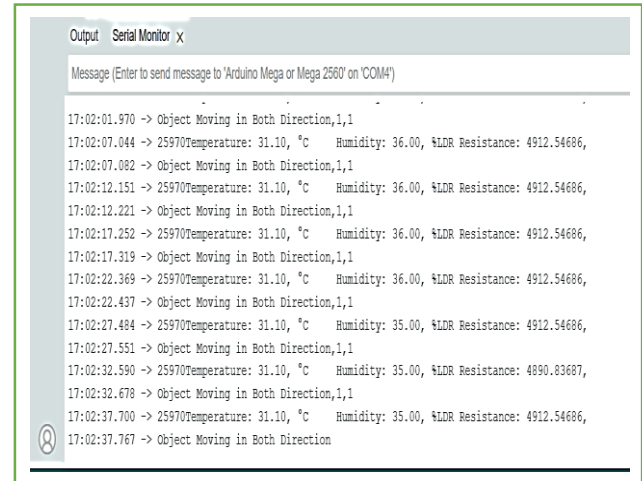 Output Serial Monitor x
Message (Enter to send message to 'Arduino Mega or Mega 2560' on 'COM4')
17:02:01.970 -> Object Moving in Both Direction,1,1
17:02:07.044 -> 25970Temperature: 31.10, °C Humidity: 36.00, %LDR Resistance: 4912.54686,
17:02:07.082 -> Object Moving in Both Direction,1,1
17:02:12.151 -> 25970Temperature: 31.10, °C Humidity: 36.00, %LDR Resistance: 4912.54686,
17:02:12.221 -> Object Moving in Both Direction,1,1
17:02:17.252 -> 25970Temperature: 31.10, °C Humidity: 36.00, %LDR Resistance: 4912.54686,
17:02:17.319 -> Object Moving in Both Direction,1,1
17:02:22.369 -> 25970Temperature: 31.10, °C Humidity: 36.00, %LDR Resistance: 4912.54686,
17:02:22.437 -> Object Moving in Both Direction,1,1
17:02:27.484 -> 25970Temperature: 31.10, °C Humidity: 35.00, %LDR Resistance: 4912.54686,
17:02:27.551 -> Object Moving in Both Direction,1,1
17:02:32.590 -> 25970Temperature: 31.10, °C Humidity: 35.00, %LDR Resistance: 4890.83687,
17:02:32.678 -> Object Moving in Both Direction,1,1
17:02:37.700 -> 25970Temperature: 31.10, °C Humidity: 35.00, %LDR Resistance: 4912.54686,
17:02:37.767 -> Object Moving in Both Direction